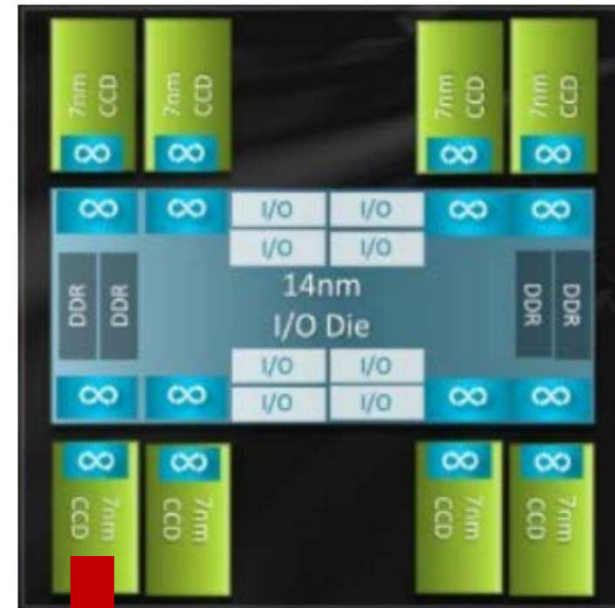 7nm CCD
7nm CCD
7nm CCD
7nm CCD
∞ ∞ ∞ ∞
∞ ∞ I/O I/O ∞ ∞
I/O I/O
DDR DDR
14nm
I/O Die
DDR DDR
I/O I/O
∞ ∞ I/O I/O ∞ ∞
∞ ∞ ∞ ∞
7nm CCD
7nm CCD
7nm CCD
7nm CCD